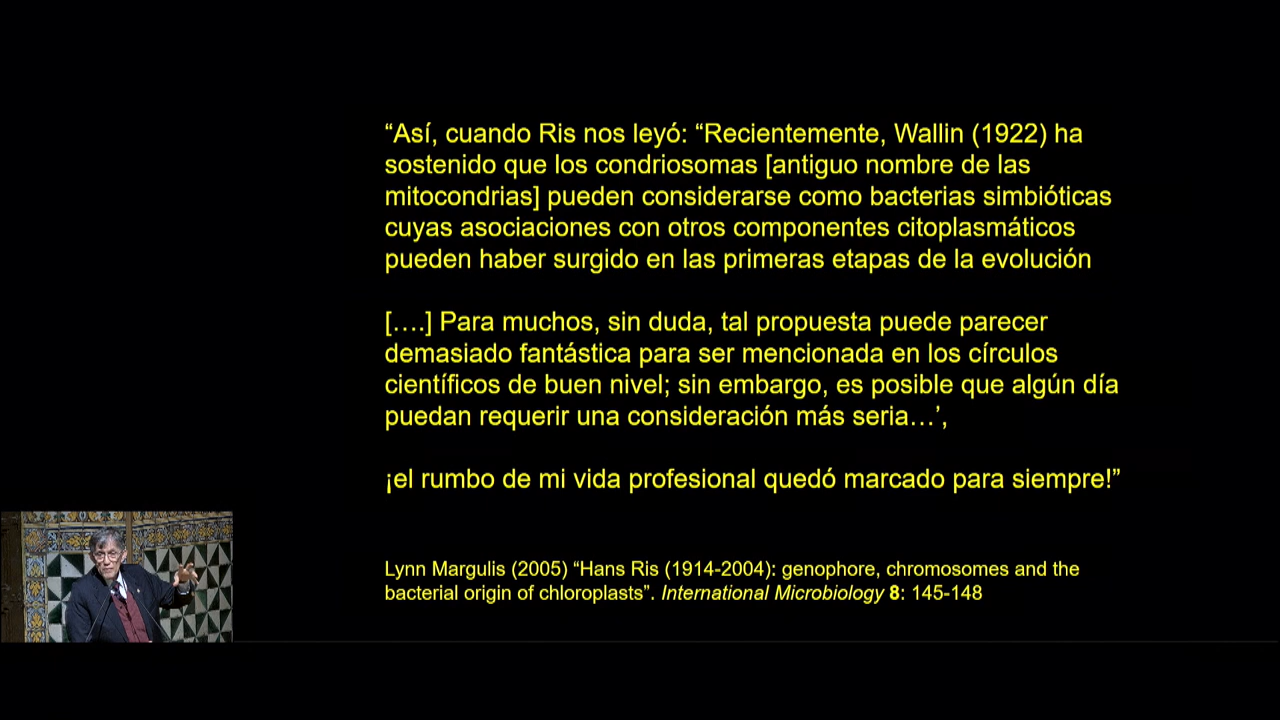 “Así, cuando Ris nos leyó: “Recientemente, Wallin (1922) ha
sostenido que los condriosomas [antiguo nombre de las
mitocondrias] pueden considerarse como bacterias simbióticas
cuyas asociaciones con otros componentes citoplasmáticos
pueden haber surgido en las primeras etapas de la evolución
[….] Para muchos, sin duda, tal propuesta puede parecer
demasiado fantástica para ser mencionada en los círculos
científicos de buen nivel; sin embargo, es posible que algún día
puedan requerir una consideración más seria…’,
¡el rumbo de mi vida profesional quedó marcado para siempre!”
Lynn Margulis (2005) “Hans Ris (1914-2004): genophore, chromosomes and the
bacterial origin of chloroplasts”. International Microbiology 8: 145-148